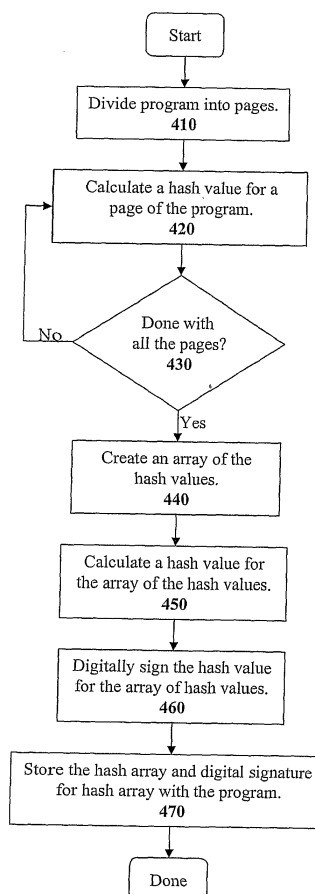 Start
Divide program into pages.
410
Calculate a hash value for a
page of the program.
420
Done with
all the pages?
430
No
Yes
Create an array of the
hash values.
440
Calculate a hash value for
the array of the hash values.
450
Digitally sign the hash value
for the array of hash values.
460
Store the hash array and digital signature
for hash array with the program.
470
Done